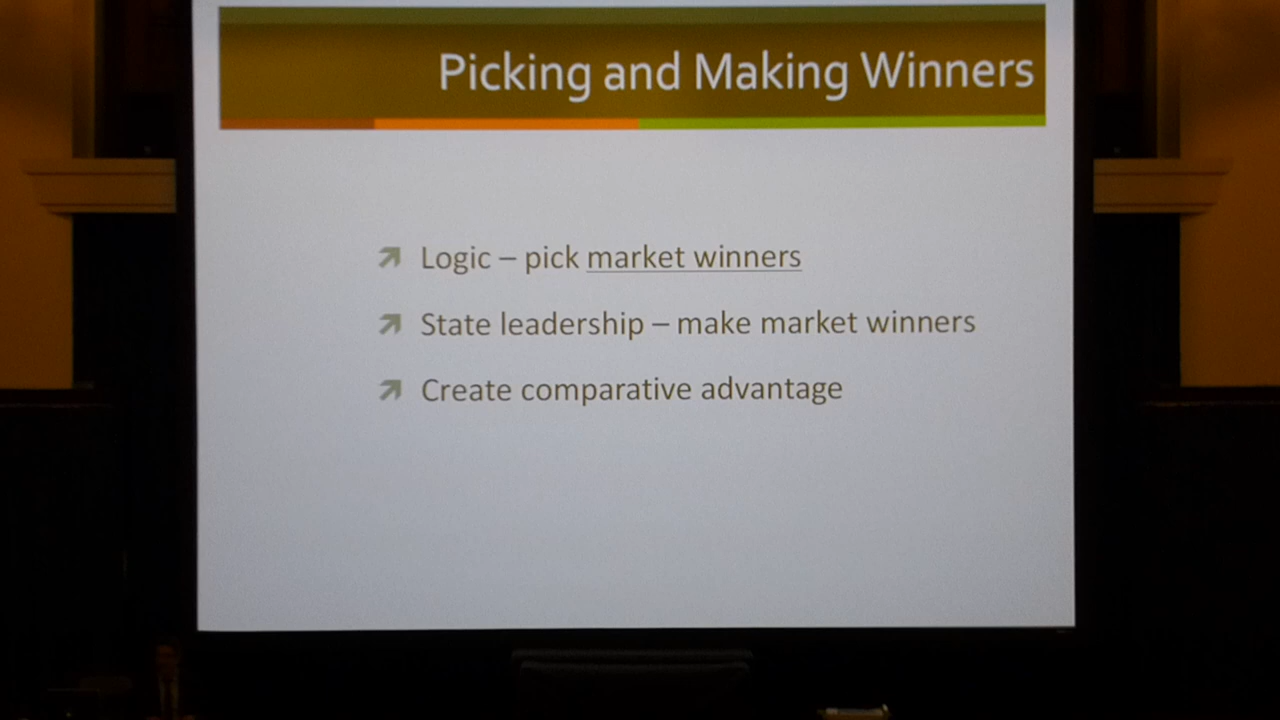 Picking and Making Winners
Logic – pick market winners
State leadership – make market winners
Create comparative advantage